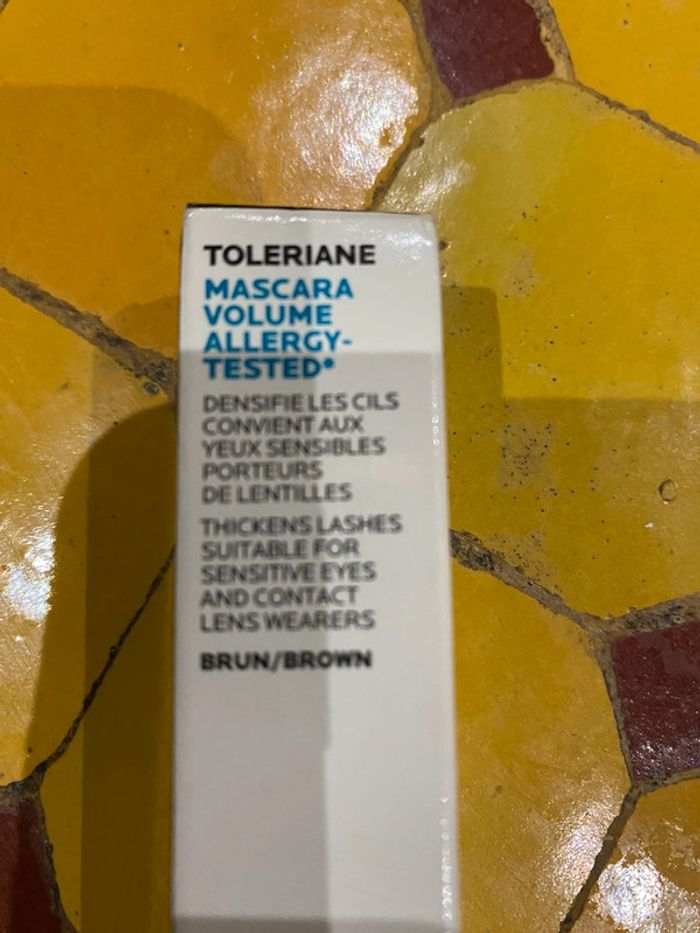 TOLERIANE
MASCARA
VOLUME
ALLERGY-
TESTED*
DENSIFIE LES CILS
CONVIENT AUX
YEUX SENSIBLES
PORTEURS
DE LENTILLES
THICKENS LASHES
SUITABLE FOR
SENSITIVE EYES
AND CONTACT
LENS WEARERS
BRUN/BROWN